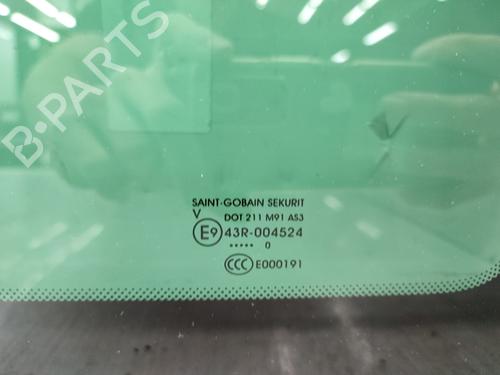 B-PARTS
SAINT-GOBAIN SEKURIT
V DOT 211 M91 AS3
E9 43R-004524
••••• 0
CCC E000191